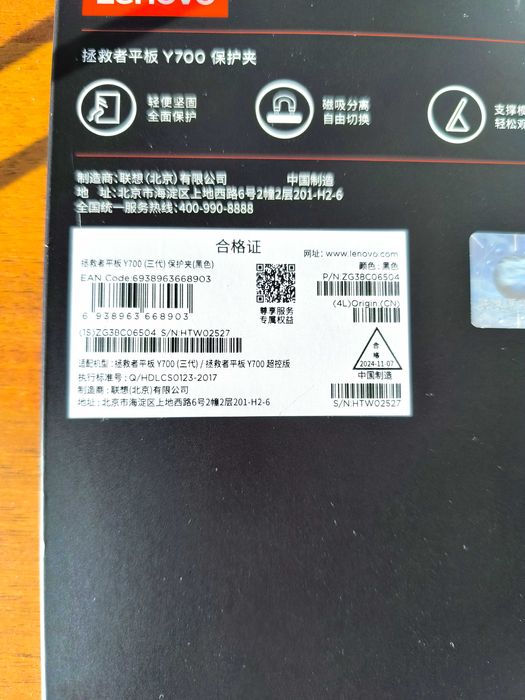 Lenovo
拯救者平板 Y700 保护夹
轻便坚固
全面保护
磁吸分离
自由切换
支撑
轻松
制造商:联想(北京)有限公司 中国制造
地 址:北京市海淀区上地西路6号2幢2层201-H2-6
全国统一服务热线:400-990-8888
合格证
网址: www.lenovo.com
拯救者平板 Y700 (三代) 保护夹(黑色)
颜色: 黑色
EAN Code:6938963668903
P/N:ZG38C06504
6 938963 668903
尊享服务
专属权益
(4L)Origin:(CN)
(1S)ZG38C06504 S/N:HTW02527
合
格
2024-11-07
中国制造
适配机型: 拯救者平板 Y700 (三代) / 拯救者平板 Y700 超控版
执行标准号: Q/HDLCS0123-2017
制造商: 联想(北京)有限公司
地址: 北京市海淀区上地西路6号2幢2层201-H2-6
S/N:HTW02527